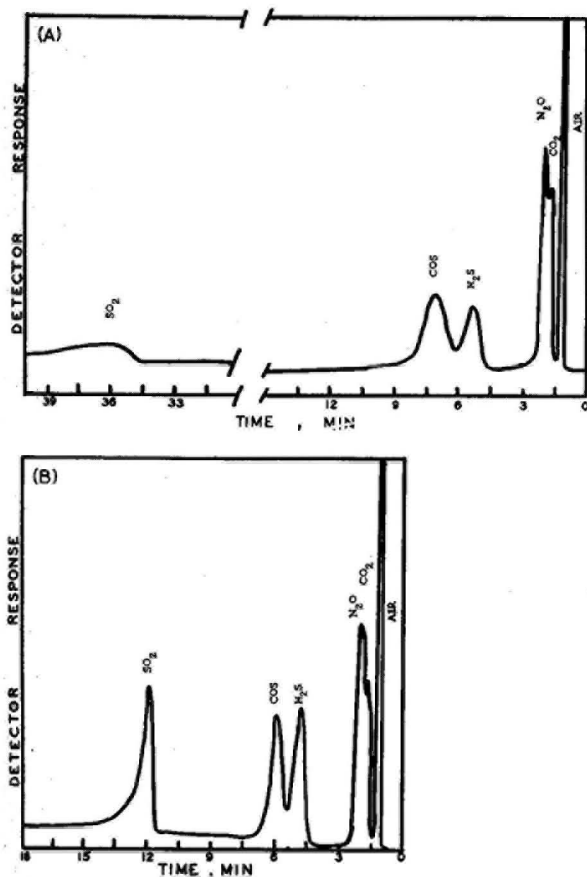 (A)
DETECTOR RESPONSE
SO₂
COS
H₂S
N₂O
CO₂
AIR
39 36 33 12 9 6 3 0
TIME , MIN
(B)
DETECTOR RESPONSE
SO₂
COS
H₂S
N₂O
CO₂
AIR
18 15 12 9 6 3 0
TIME , MIN